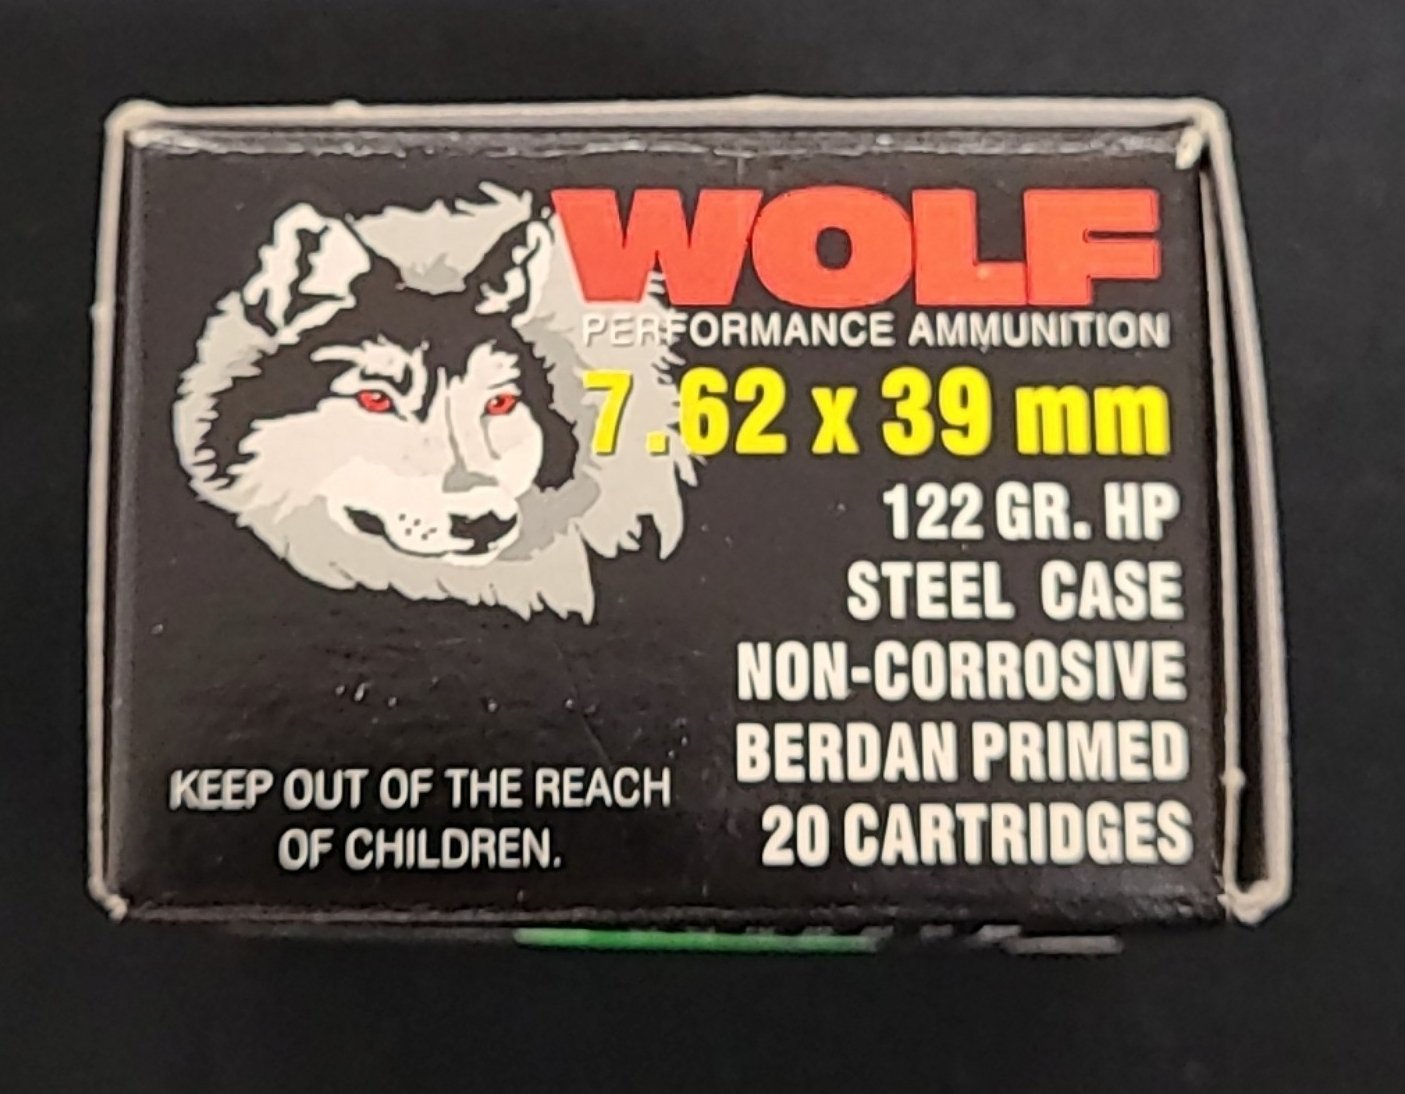 WOLF
PERFORMANCE AMMUNITION
7.62 x 39 mm
122 GR. HP
STEEL CASE
NON-CORROSIVE
BERDAN PRIMED
20 CARTRIDGES
KEEP OUT OF THE REACH
OF CHILDREN.